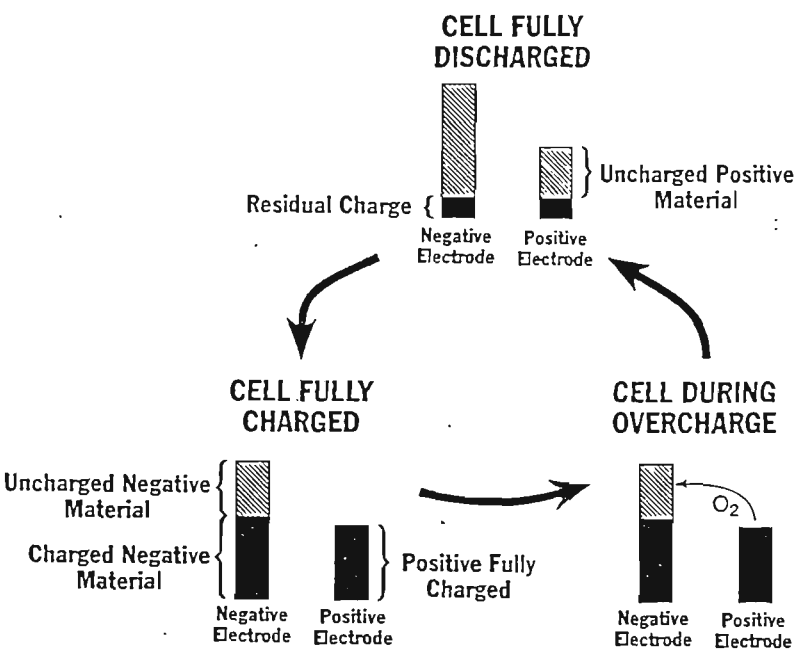 CELL FULLY
DISCHARGED
Uncharged Positive
Material
Residual Charge
Negative
Electrode
Positive
Electrode
CELL FULLY
CHARGED
Uncharged Negative
Material
Charged Negative
Material
Positive Fully
Charged
Negative
Electrode
Positive
Electrode
CELL DURING
OVERCHARGE
O₂
Negative
Electrode
Positive
Electrode